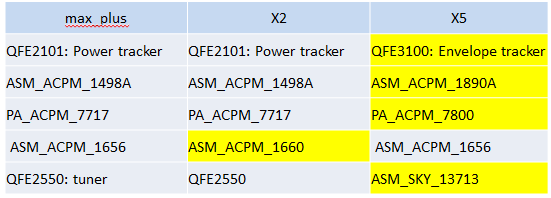 max_plus X2 X5
QFE2101: Power tracker QFE2101: Power tracker QFE3100: Envelope tracker
ASM_ACPM_1498A ASM_ACPM_1498A ASM_ACPM_1890A
PA_ACPM_7717 PA_ACPM_7717 PA_ACPM_7800
ASM_ACPM_1656 ASM_ACPM_1660 ASM_ACPM_1656
QFE2550: tuner QFE2550 ASM_SKY_13713